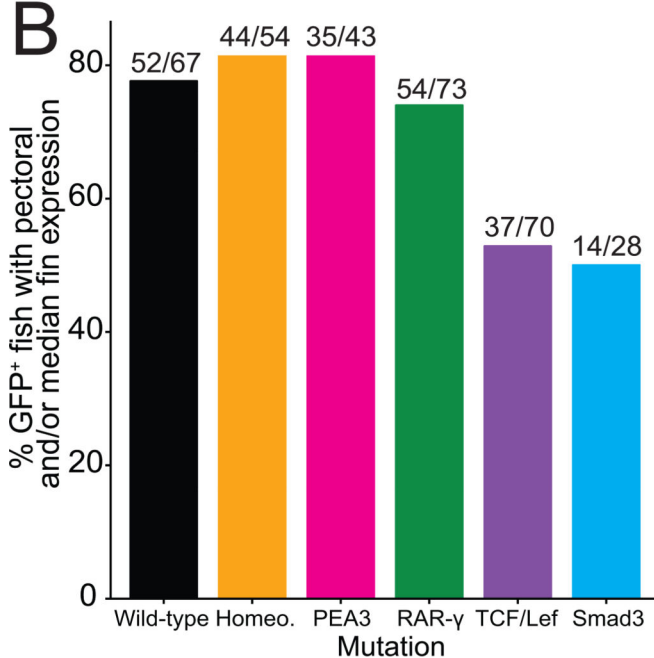 B
% GFP⁺ fish with pectoral
and/or median fin expression
80
60
40
20
0
52/67
44/54
35/43
54/73
37/70
14/28
Wild-type
Homeo.
PEA3
RAR-γ
TCF/Lef
Smad3
Mutation